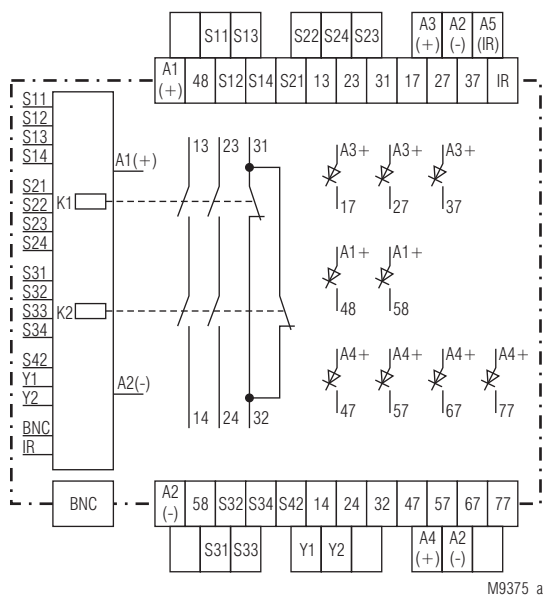 S11 S13 S22 S24 S23 A3 (+) A2 (-) A5 (IR)
A1 (+) 48 S12 S14 S21 13 23 31 17 27 37 IR
S11
S12
S13
S14
A1(+)
S21
S22
K1
S23
S24
S31
S32
S33
K2
S34
S42
Y1
A2(-)
Y2
BNC
IR
13 23 31
14 24 32
A3+ A3+ A3+
17 27 37
A1+ A1+
48 58
A4+ A4+ A4+ A4+
47 57 67 77
BNC
A2 (-) 58 S32 S34 S42 14 24 32 47 57 67 77
S31 S33 Y1 Y2 A4 (+) A2 (-)
M9375 a